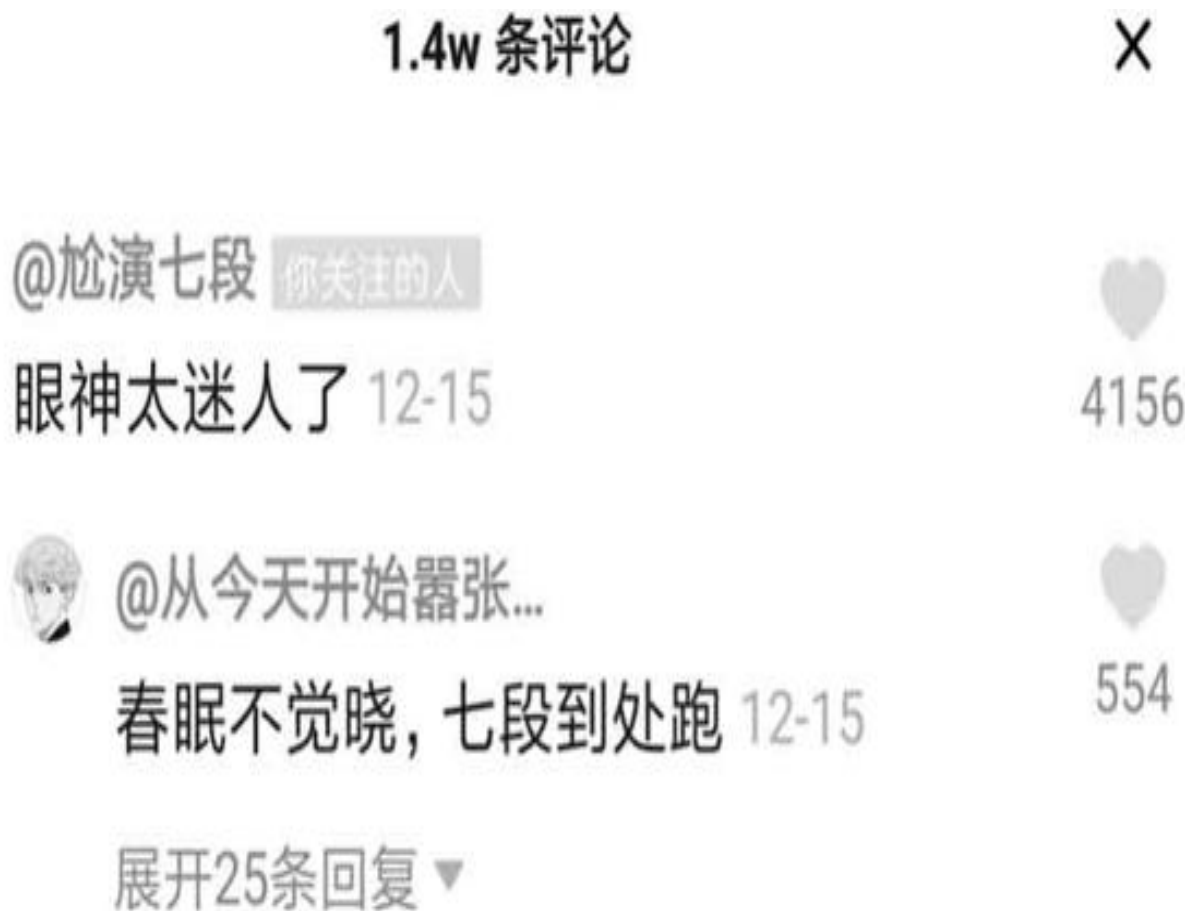 1.4w 条评论 X
@尬演七段 你关注的人
眼神太迷人了 12-15
4156
@从今天开始嚣张...
春眠不觉晓，七段到处跑 12-15
554
展开25条回复▼